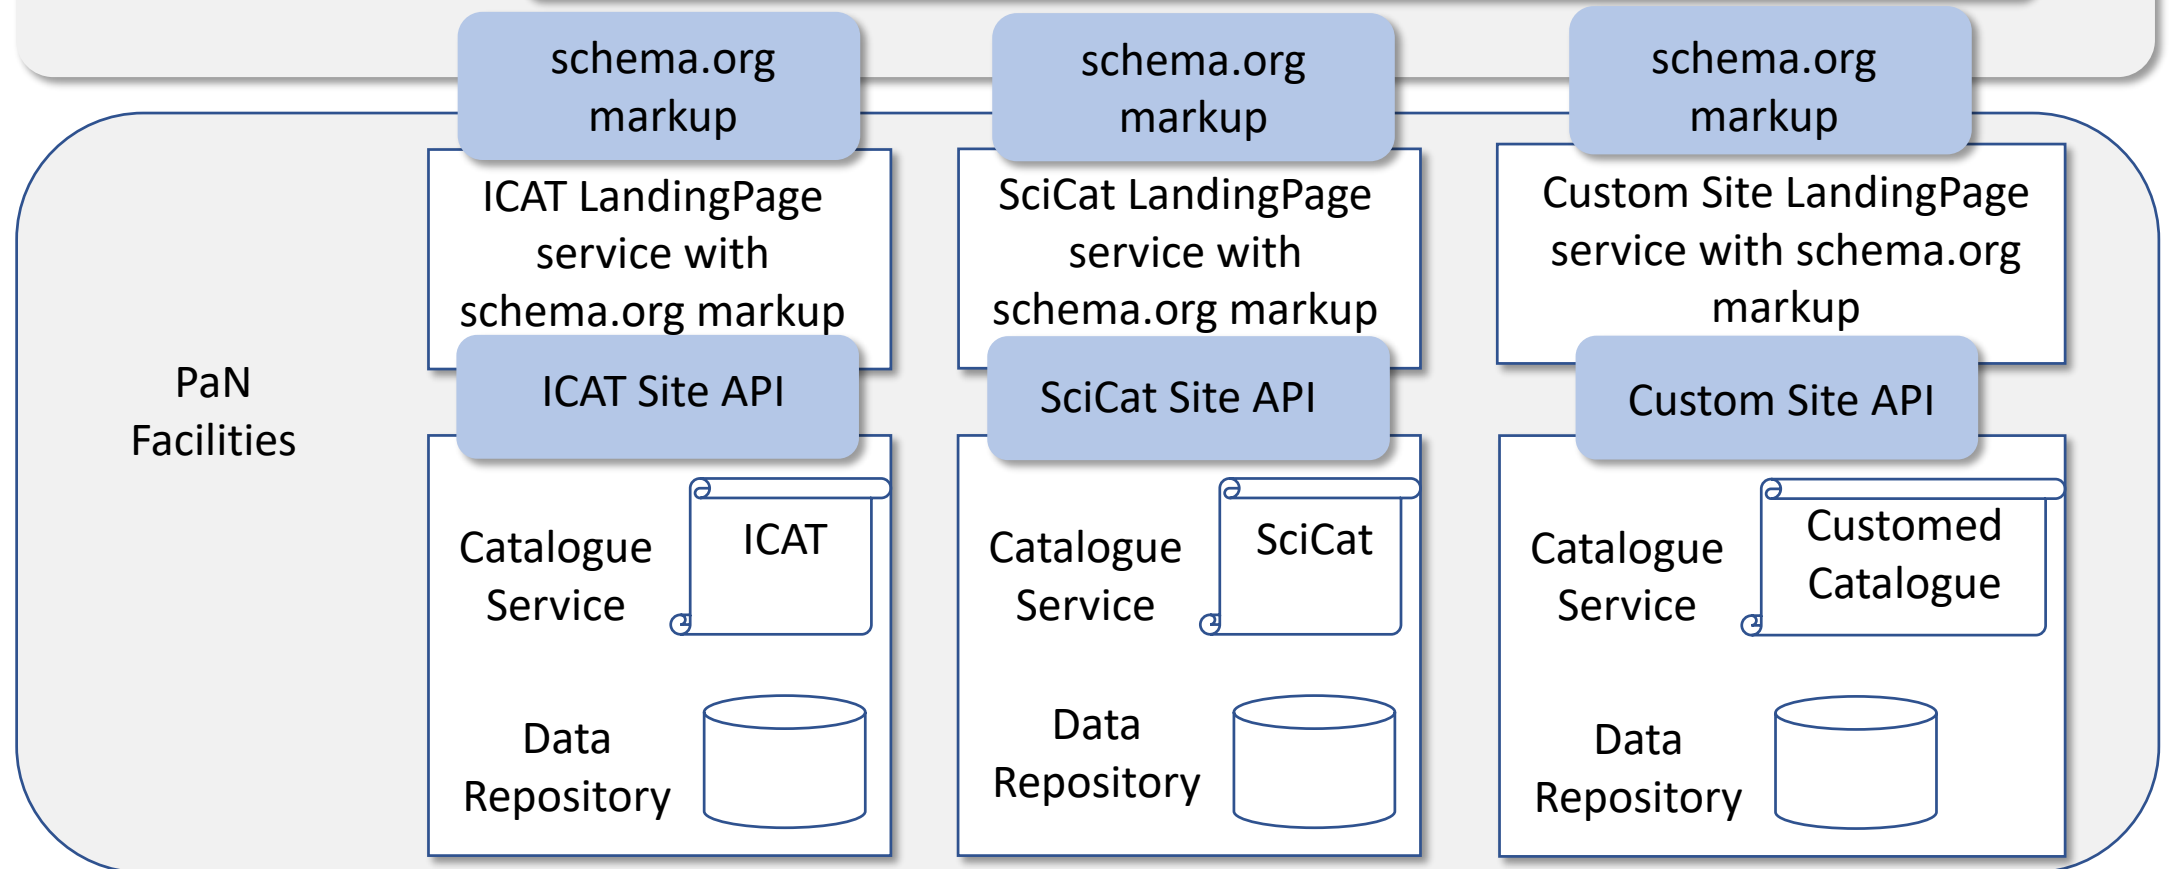 schema.org
markup
schema.org
markup
schema.org
markup
ICAT LandingPage
service with
schema.org markup
SciCat LandingPage
service with
schema.org markup
Custom Site LandingPage
service with schema.org
markup
PaN
Facilities
ICAT Site API
SciCat Site API
Custom Site API
Catalogue
Service
ICAT
Catalogue
Service
SciCat
Catalogue
Service
Customed
Catalogue
Data
Repository
Data
Repository
Data
Repository